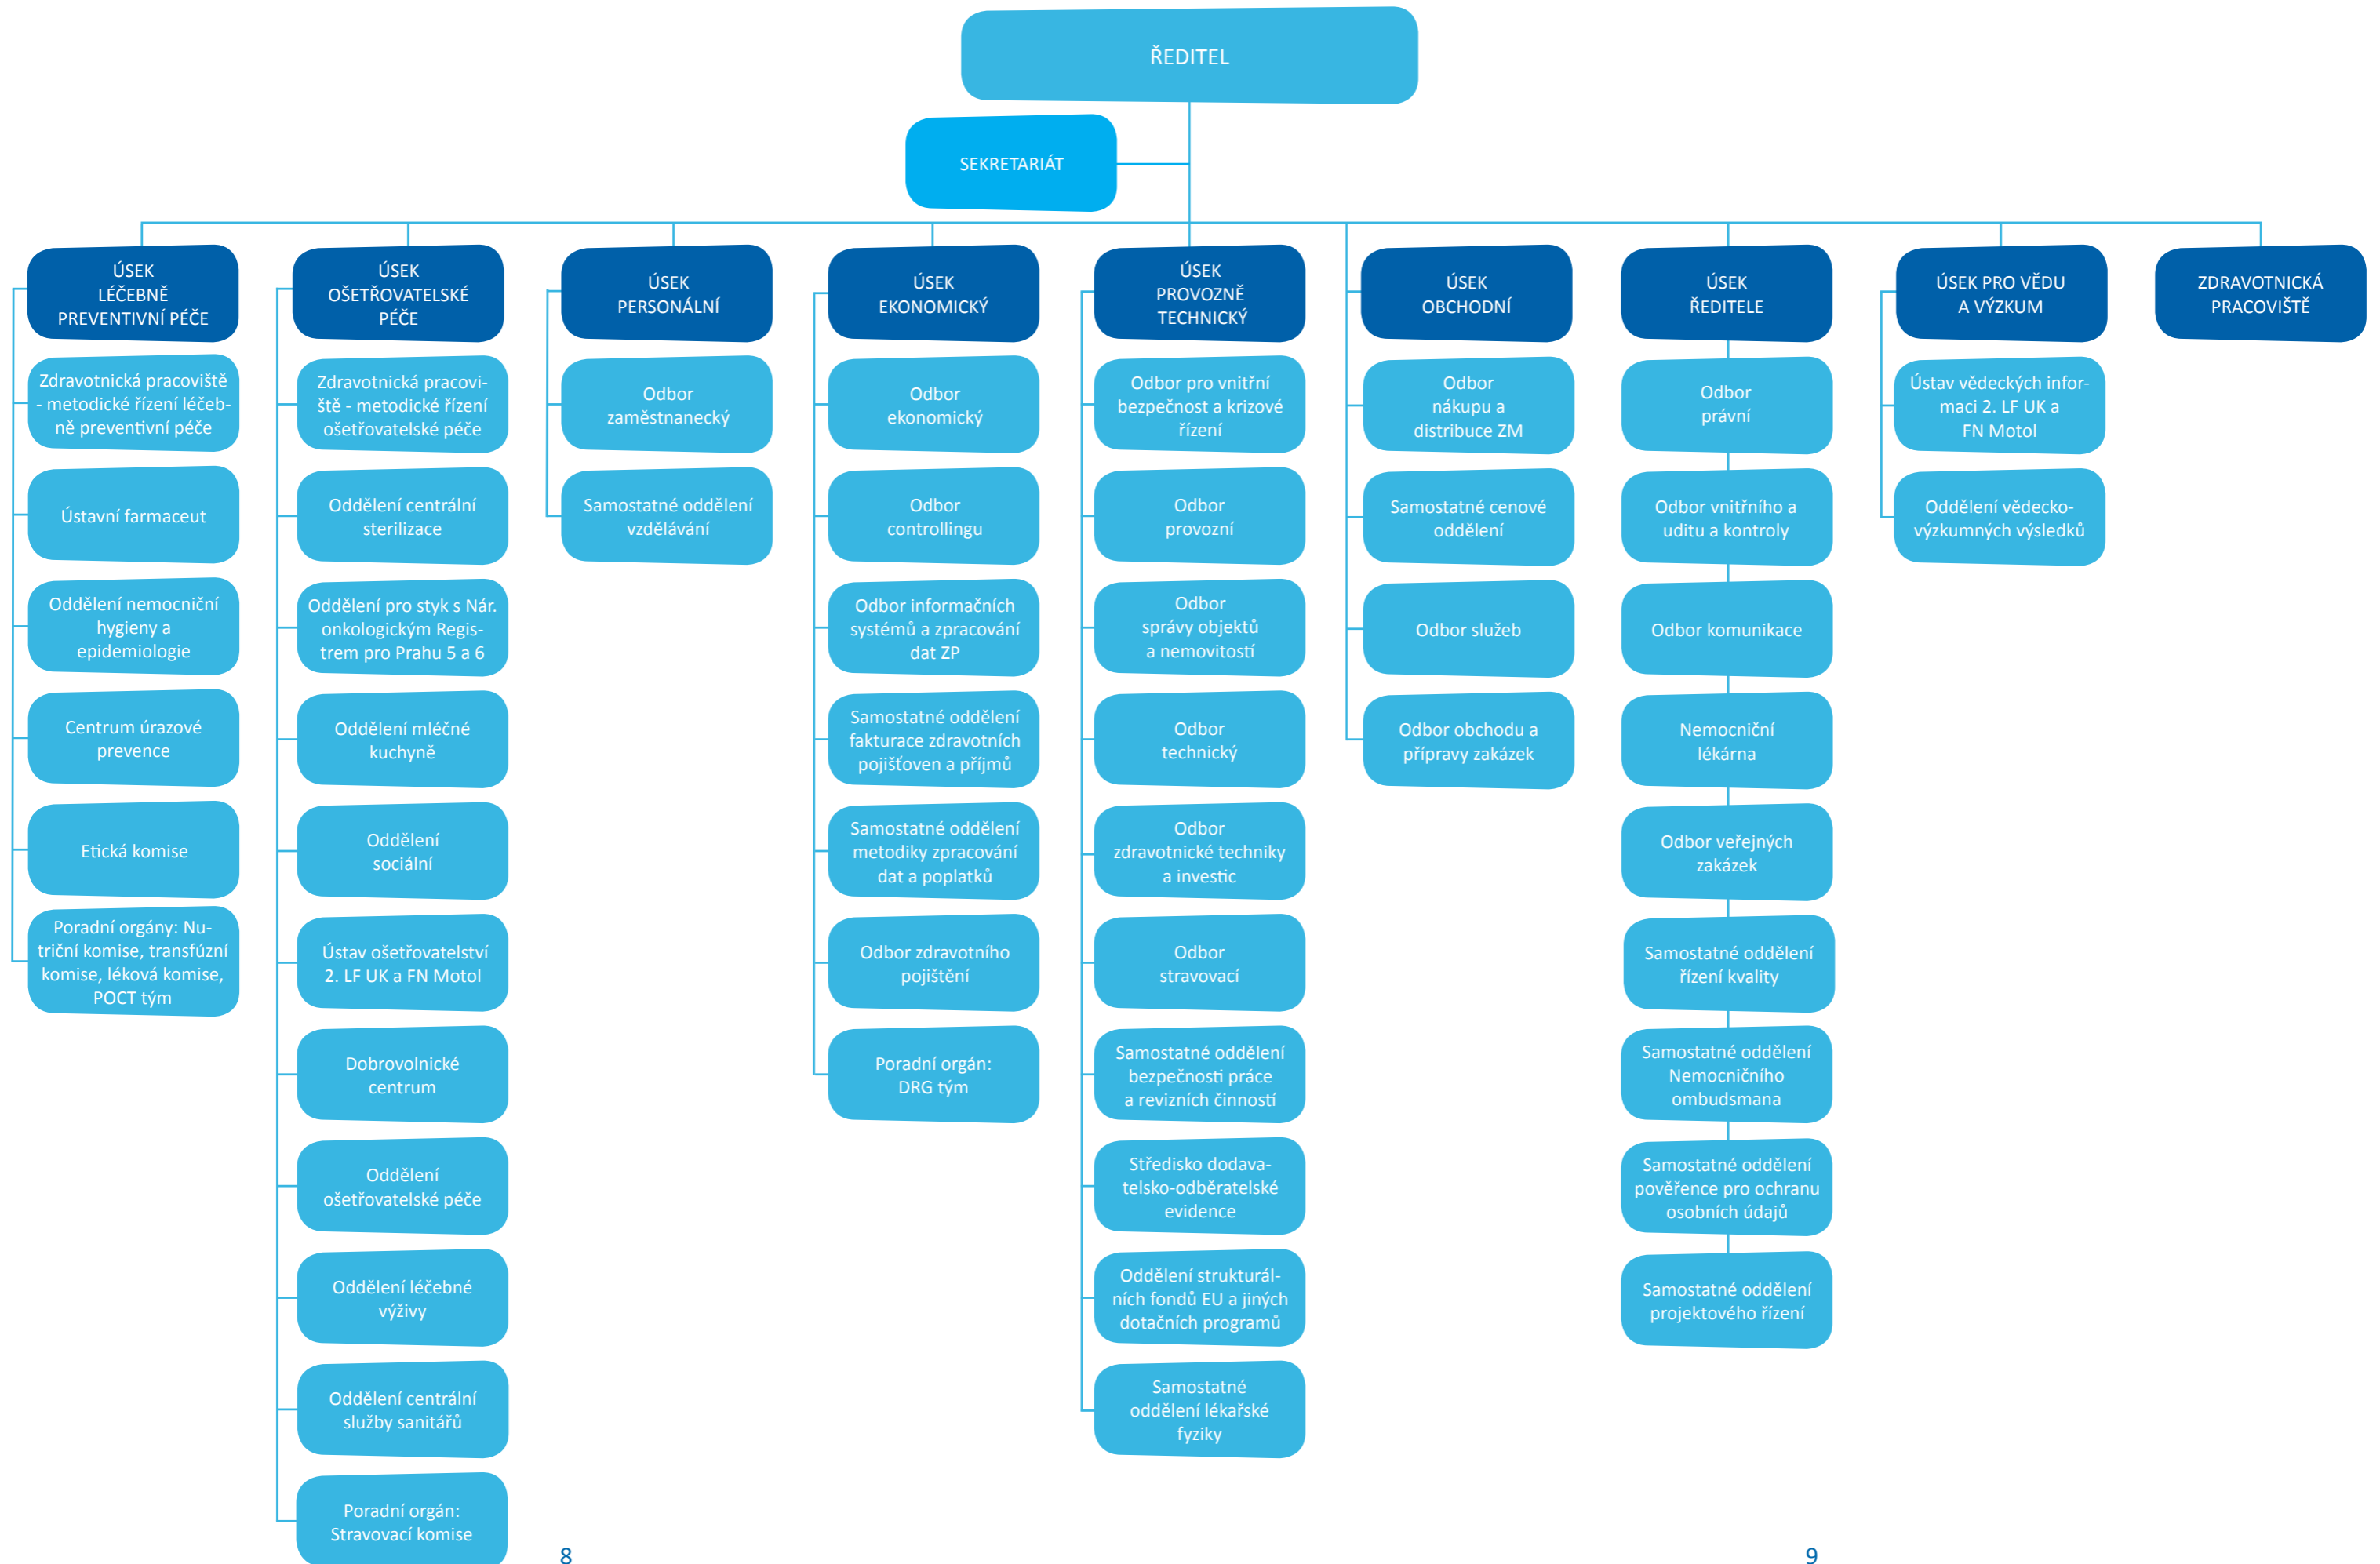 ŘEDITEL
SEKRETARIÁT
ÚSEK
LÉČEBNĚ
PREVENTIVNÍ PÉČE
Zdravotnická pracoviště
- metodické řízení léčeb-
ně preventivní péče
Ústavní farmaceut
Oddělení nemocniční
hygieny a
epidemiologie
Centrum úrazové
prevence
Etická komise
Poradní orgány: Nu-
triční komise, transfúzní
komise, léková komise,
POCT tým
ÚSEK
OŠETŘOVATELSKÉ
PÉČE
Zdravotnická pracovi-
ště - metodické řízení
ošetřovatelské péče
Oddělení centrální
sterilizace
Oddělení pro styk s Nár.
onkologickým Regis-
trem pro Prahu 5 a 6
Oddělení mléčné
kuchyně
Oddělení
sociální
Ústav ošetřovatelství
2. LF UK a FN Motol
Dobrovolnické
centrum
Oddělení
ošetřovatelské péče
Oddělení léčebné
výživy
Oddělení centrální
služby sanitářů
Poradní orgán:
Stravovací komise
ÚSEK
PERSONÁLNÍ
Odbor
zaměstnanecký
Samostatné oddělení
vzdělávání
ÚSEK
EKONOMICKÝ
Odbor
ekonomický
Odbor
controllingu
Odbor informačních
systémů a zpracování
dat ZP
Samostatné oddělení
fakturace zdravotních
pojišťoven a příjmů
Samostatné oddělení
metodiky zpracování
dat a poplatků
Odbor zdravotního
pojištění
Poradní orgán:
DRG tým
ÚSEK
PROVOZNĚ
TECHNICKÝ
Odbor pro vnitřní
bezpečnost a krizové
řízení
Odbor
provozní
Odbor
správy objektů
a nemovitostí
Odbor
technický
Odbor
zdravotnické techniky
a investic
Odbor
stravovací
Samostatné oddělení
bezpečnosti práce
a revizních činností
Středisko dodava-
telsko-odběratelské
evidence
Oddělení strukturál-
ních fondů EU a jiných
dotačních programů
Samostatné
oddělení lékařské
fyziky
ÚSEK
OBCHODNÍ
Odbor
nákupu a
distribuce ZM
Samostatné cenové
oddělení
Odbor služeb
Odbor obchodu a
přípravy zakázek
ÚSEK
ŘEDITELE
Odbor
právní
Odbor vnitřního a
uditu a kontroly
Odbor komunikace
Nemocniční
lékárna
Odbor veřejných
zakázek
Samostatné oddělení
řízení kvality
Samostatné oddělení
Nemocničního
ombudsmana
Samostatné oddělení
pověřence pro ochranu
osobních údajů
Samostatné oddělení
projektového řízení
ÚSEK PRO VĚDU
A VÝZKUM
Ústav vědeckých infor-
maci 2. LF UK a
FN Motol
Oddělení vědecko-
výzkumných výsledků
ZDRAVOTNICKÁ
PRACOVIŠTĚ
8
9